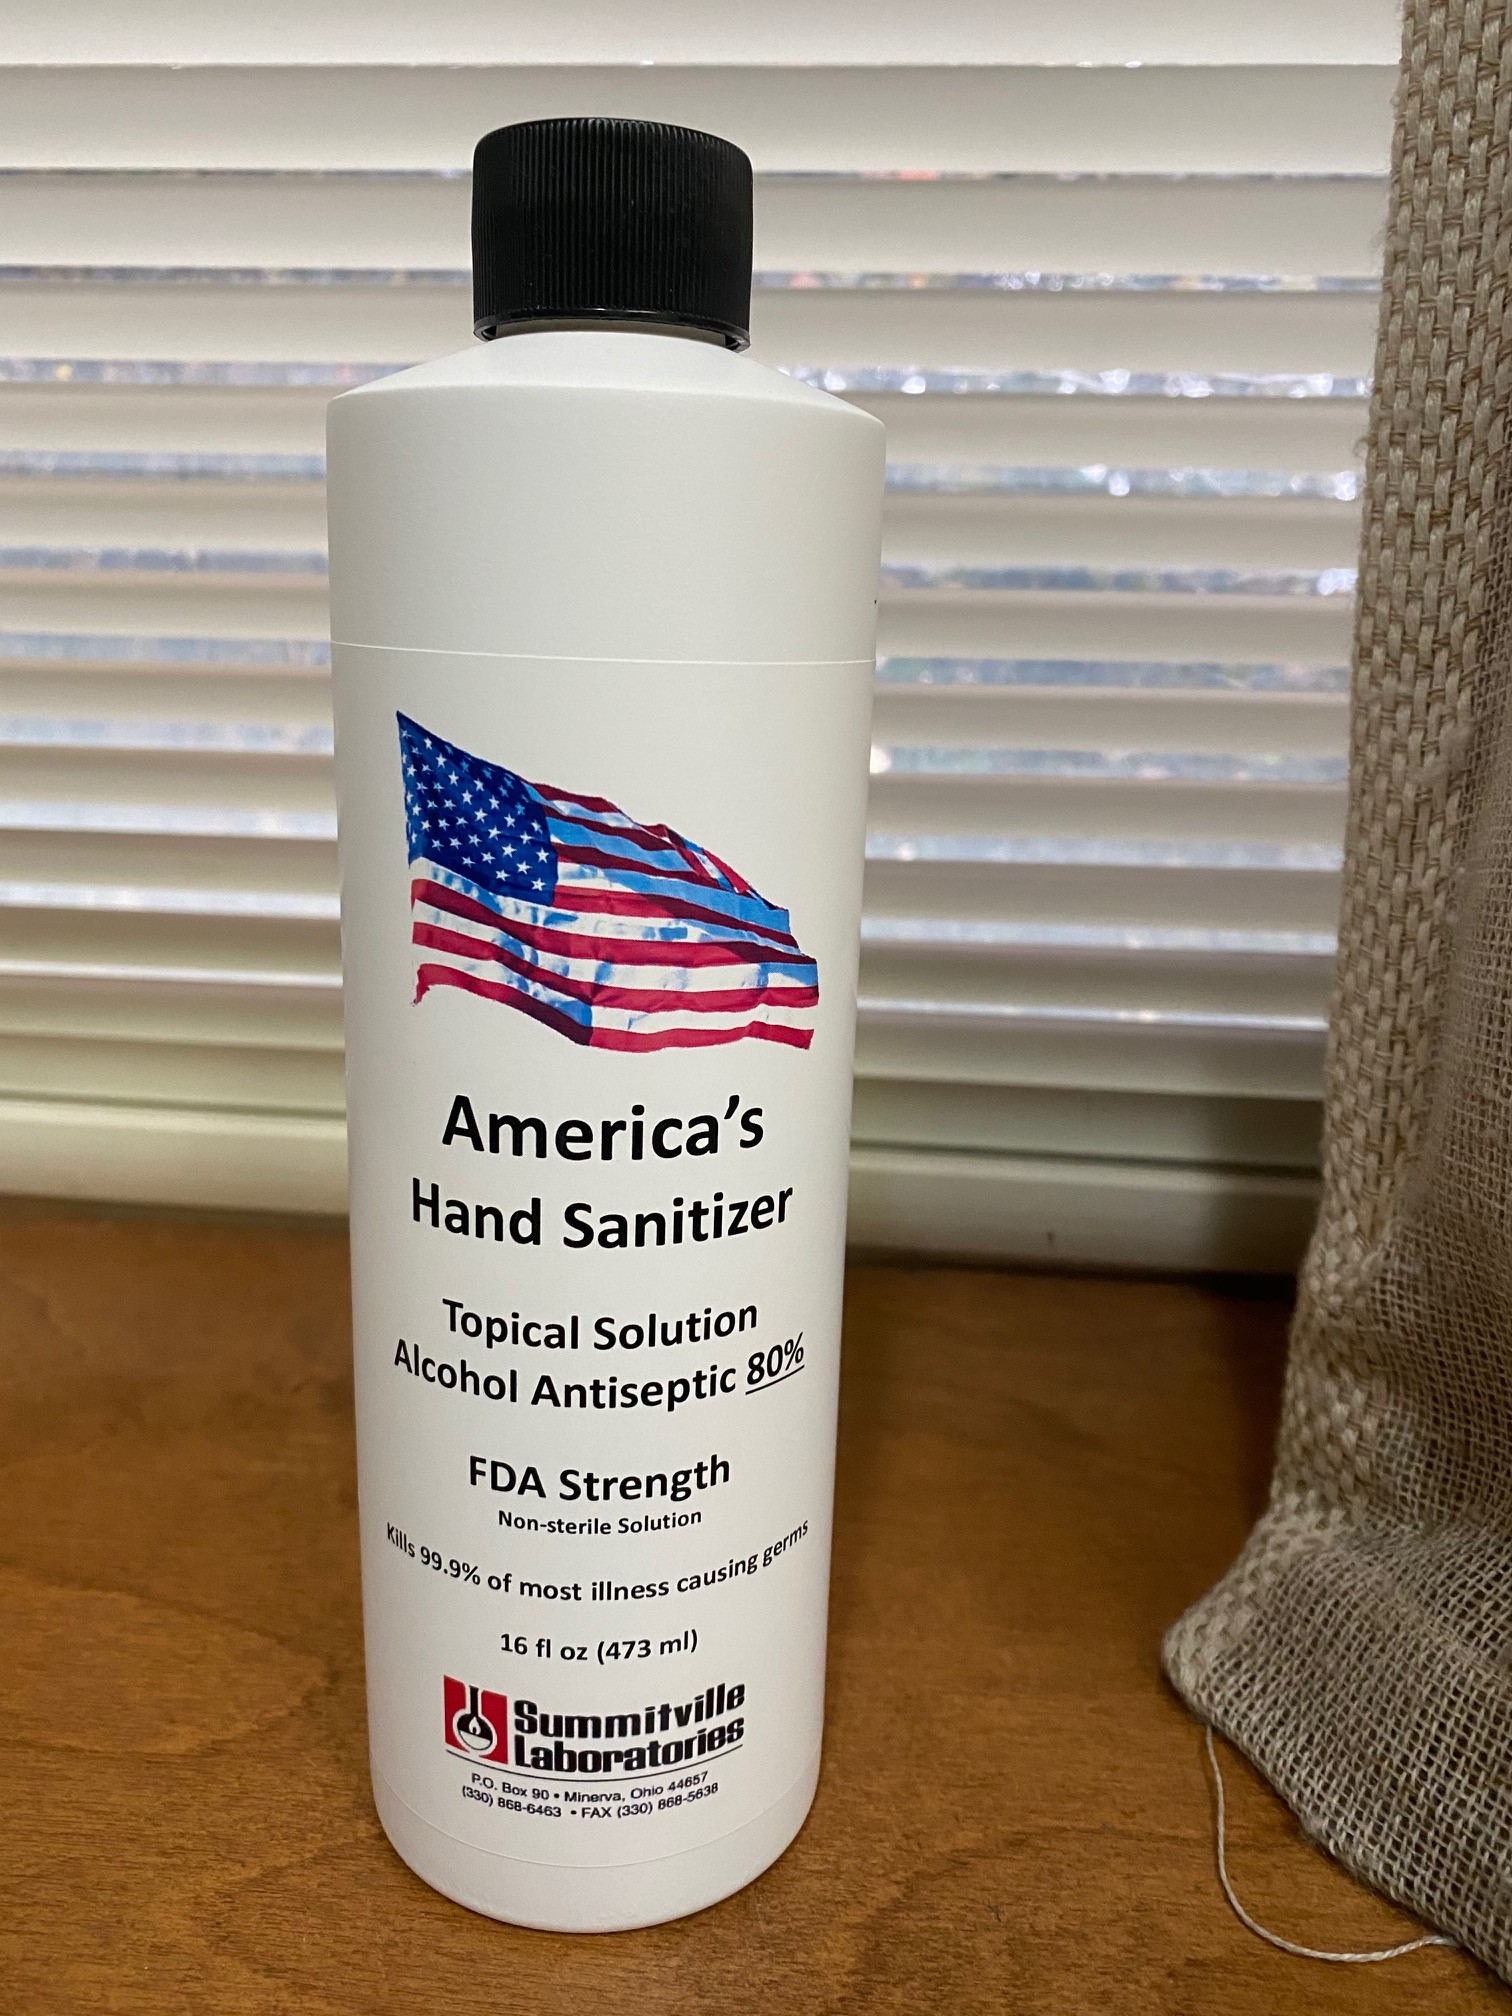 America's
Hand Sanitizer
Topical Solution
Alcohol Antiseptic 80%
FDA Strength
Non-sterile Solution
Kills 99.9% of most illness causing germs
16 fl oz (473 ml)
Summitville
Laboratories
P.O. Box 90 • Minerva, Ohio 44657
(330) 868-6463 • FAX (330) 868-5638